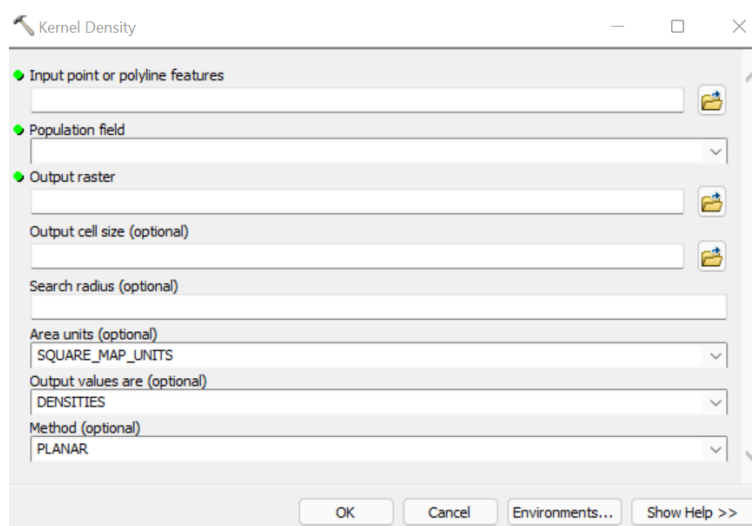 Kernel Density
Input point or polyline features
Population field
Output raster
Output cell size (optional)
Search radius (optional)
Area units (optional)
SQUARE_MAP_UNITS
Output values are (optional)
DENSITIES
Method (optional)
PLANAR
OK Cancel Environments... Show Help >>